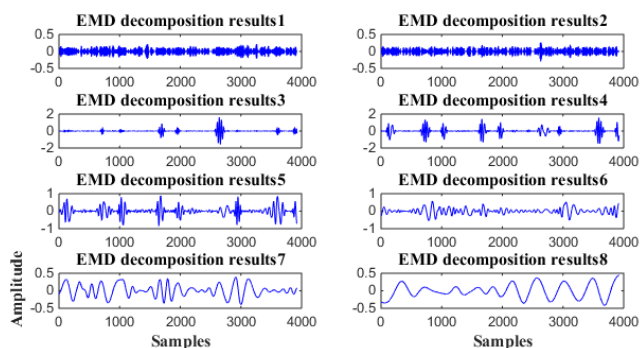 EMD decomposition results1
0.5
0
-0.5
0 1000 2000 3000 4000
EMD decomposition results2
0.5
0
-0.5
0 1000 2000 3000 4000
EMD decomposition results3
2
0
-2
0 1000 2000 3000 4000
EMD decomposition results4
2
0
-2
0 1000 2000 3000 4000
EMD decomposition results5
1
0
-1
0 1000 2000 3000 4000
EMD decomposition results6
1
0
-1
0 1000 2000 3000 4000
EMD decomposition results7
0.5
0
-0.5
0 1000 2000 3000 4000
Samples
Amplitude
EMD decomposition results8
0.5
0
-0.5
0 1000 2000 3000 4000
Samples